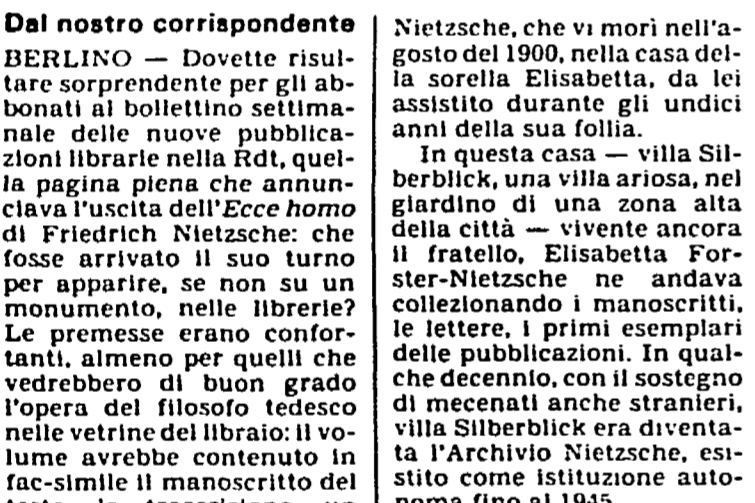 Dal nostro corrispondente
BERLINO — Dovette risul-
tare sorprendente per gli ab-
bonati al bollettino settima-
nale delle nuove pubblica-
zioni librarie nella Rdt, quel-
la pagina piena che annun-
ciava l'uscita dell'Ecce homo
di Friedrich Nietzsche: che
fosse arrivato il suo turno
per apparire, se non su un
monumento, nelle librerie?
Le premesse erano confor-
tanti, almeno per quelli che
vedrebbero di buon grado
l'opera del filosofo tedesco
nelle vetrine del libraio: il vo-
lume avrebbe contenuto in
fac-simile il manoscritto del
Nietzsche, che vi morì nell'a-
gosto del 1900, nella casa del-
la sorella Elisabetta, da lei
assistito durante gli undici
anni della sua follia.
In questa casa — villa Sil-
berblick, una villa ariosa, nel
giardino di una zona alta
della città — vivente ancora
il fratello, Elisabetta For-
ster-Nietzsche ne andava
collezionando i manoscritti,
le lettere, i primi esemplari
delle pubblicazioni. In qual-
che decennio, con il sostegno
di mecenati anche stranieri,
villa Silberblick era diventa-
ta l'Archivio Nietzsche, esi-
stito come istituzione auto-
noma fino al 1945